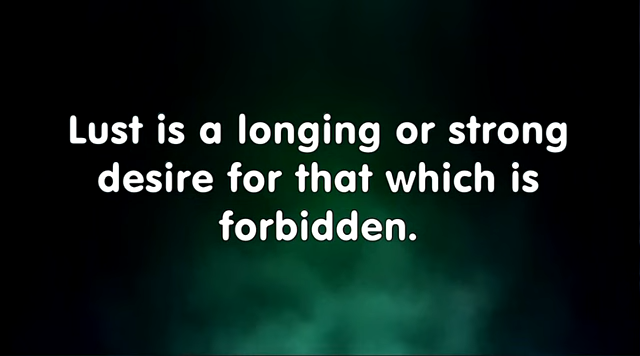 Lust is a longing or strong
desire for that which is
forbidden.